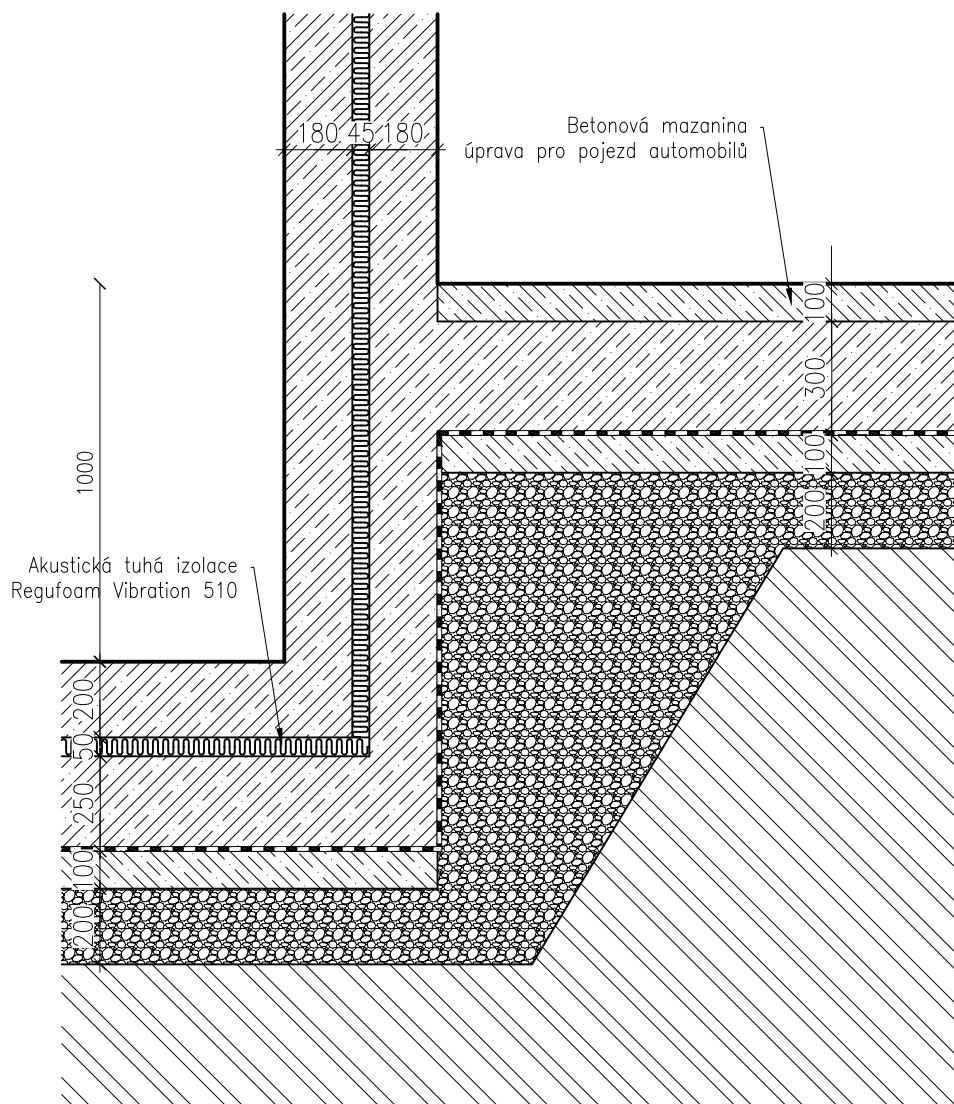 180 45 180
Betonová mazanina
úprava pro pojezd automobilů
100
300
100
200
1000
Akustická tuhá izolace
Regufoam Vibration 510
200
50
250
100
200